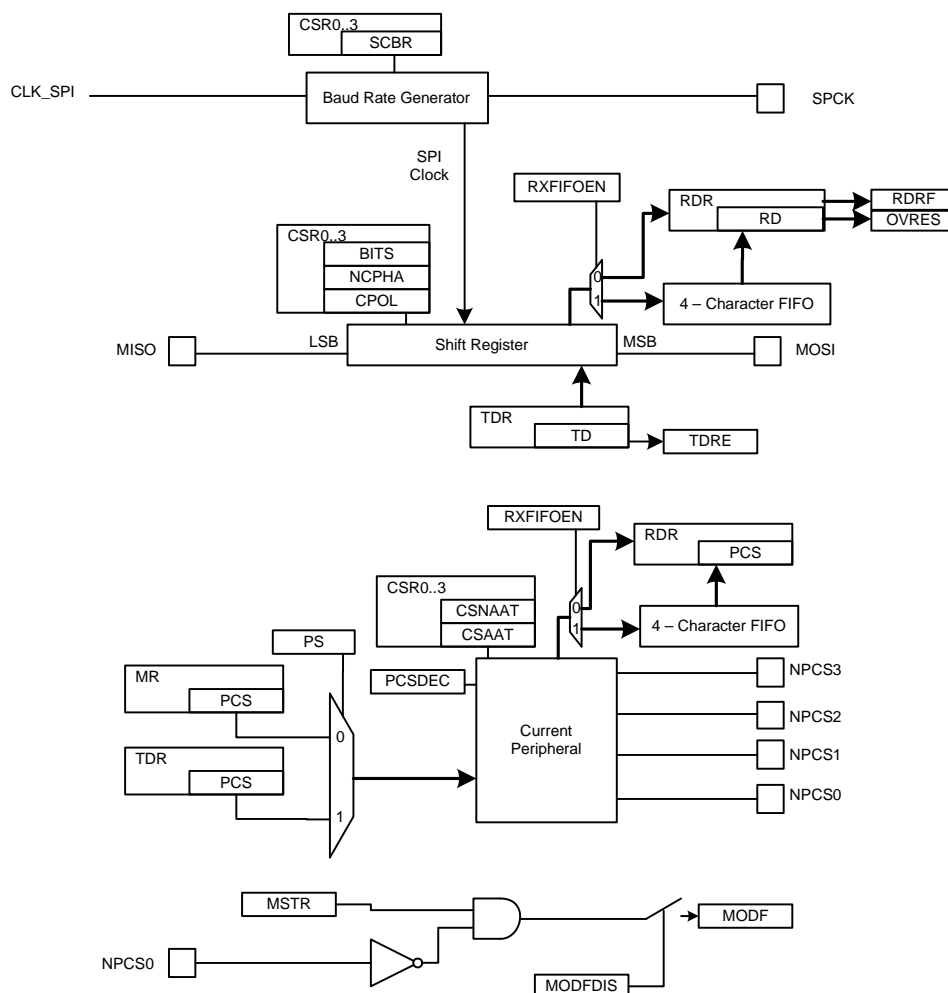 CSR0..3
SCBR
CLK_SPI
Baud Rate Generator
SPCK
SPI
Clock
RXFIFOEN
RDR
RD
RDRF
OVRES
CSR0..3
BITS
NCPHA
CPOL
0
1
4 – Character FIFO
MISO
LSB
Shift Register
MSB
MOSI
TDR
TD
TDRE
RXFIFOEN
RDR
PCS
CSR0..3
CSNAAT
CSAAT
0
1
4 – Character FIFO
PS
MR
PCS
PCSDEC
NPCS3
0
Current
Peripheral
NPCS2
TDR
PCS
NPCS1
1
NPCS0
MSTR
MODF
NPCS0
MODFDIS